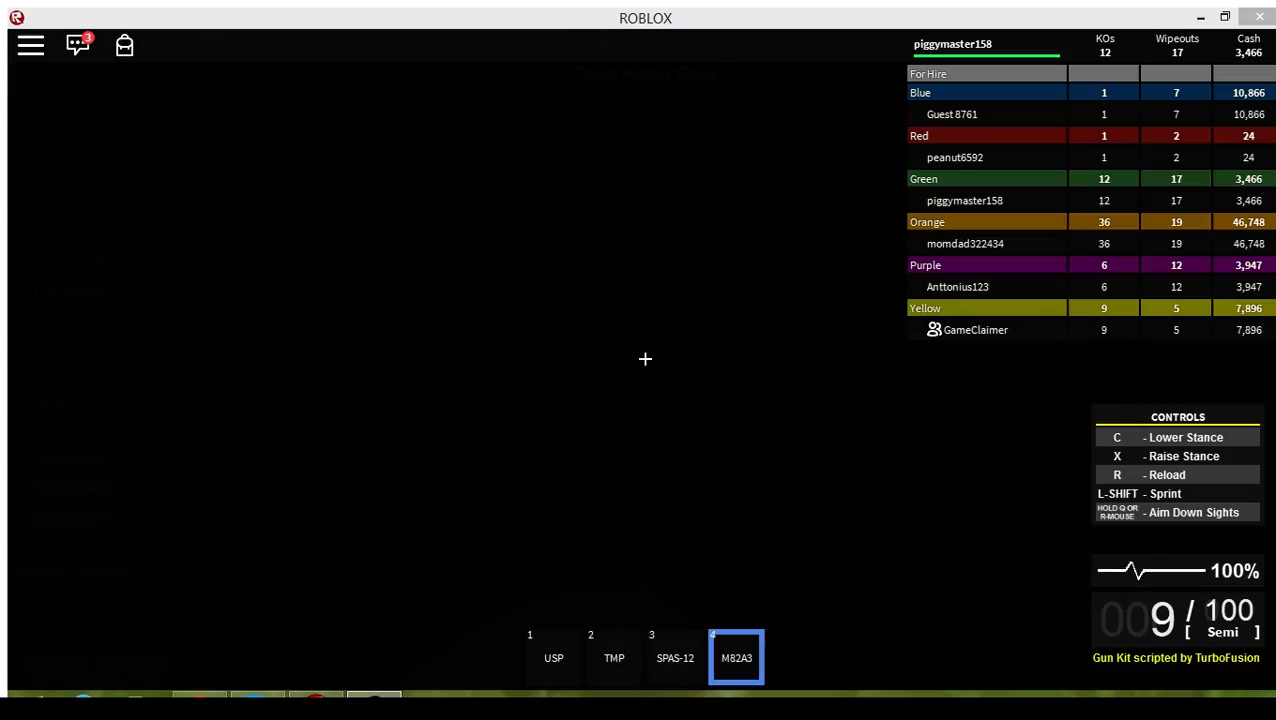 ROBLOX
3
piggymaster158 KOs Wipeouts Cash
12 17 3,466
For Hire
Blue 1 7 10,866
Guest 8761 1 7 10,866
Red 1 2 24
peanut6592 1 2 24
Green 12 17 3,466
piggymaster158 12 17 3,466
Orange 36 19 46,748
momdad322434 36 19 46,748
Purple 6 12 3,947
Anttonius123 6 12 3,947
Yellow 9 5 7,896
GameClaimer 9 5 7,896
CONTROLS
C - Lower Stance
X - Raise Stance
R - Reload
L-SHIFT - Sprint
HOLD Q OR R-MOUSE - Aim Down Sights
100%
009 / 100
[ Semi ]
Gun Kit scripted by TurboFusion
1 USP
2 TMP
3 SPAS-12
4 M82A3